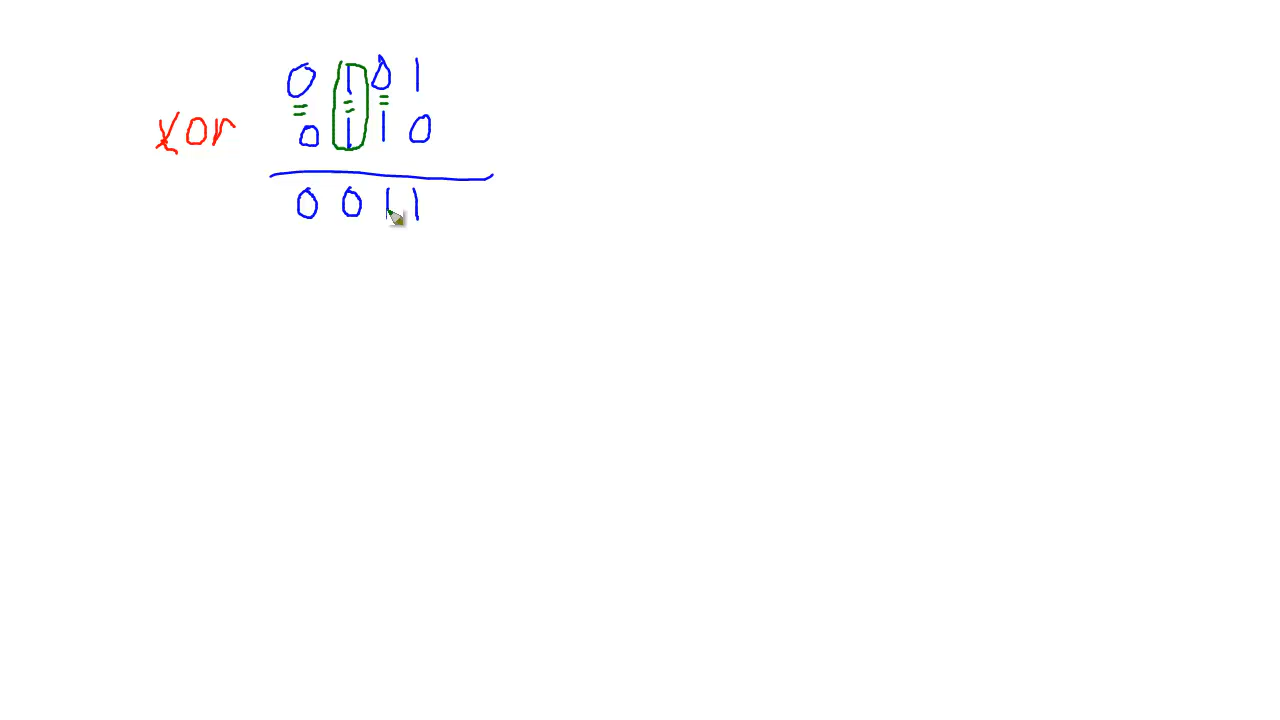 0 1 0 1
= = =
xor 0 1 1 0
0 0 1 1